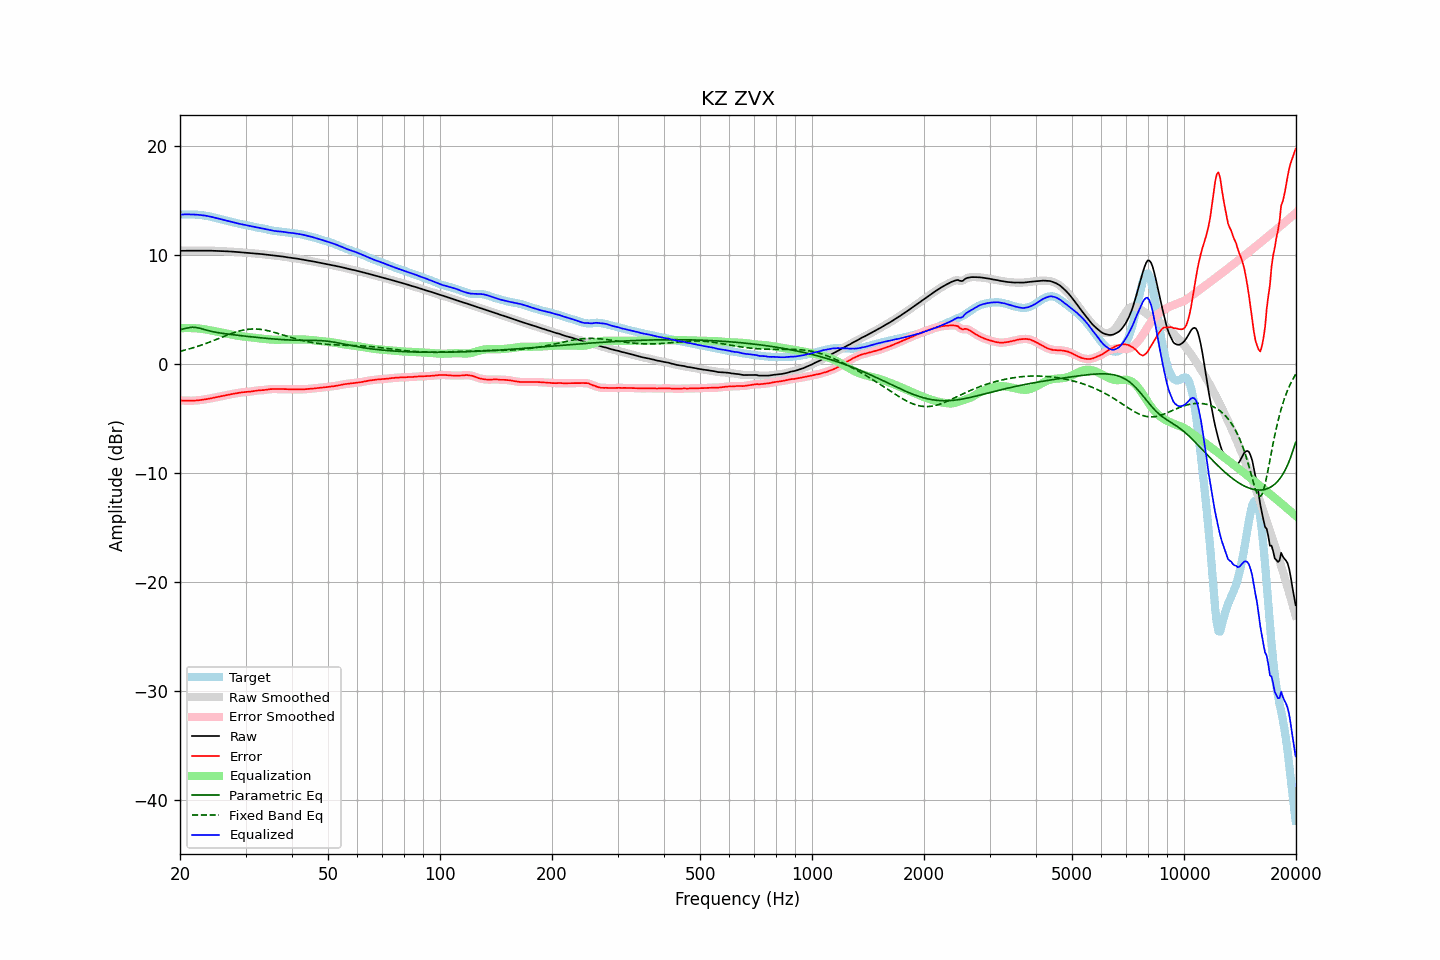 KZ ZVX
Amplitude (dBr)
20
10
0
−10
−20
−30
−40
Target
Raw Smoothed
Error Smoothed
Raw
Error
Equalization
Parametric Eq
Fixed Band Eq
Equalized
20 50 100 200 500 1000 2000 5000 10000 20000
Frequency (Hz)